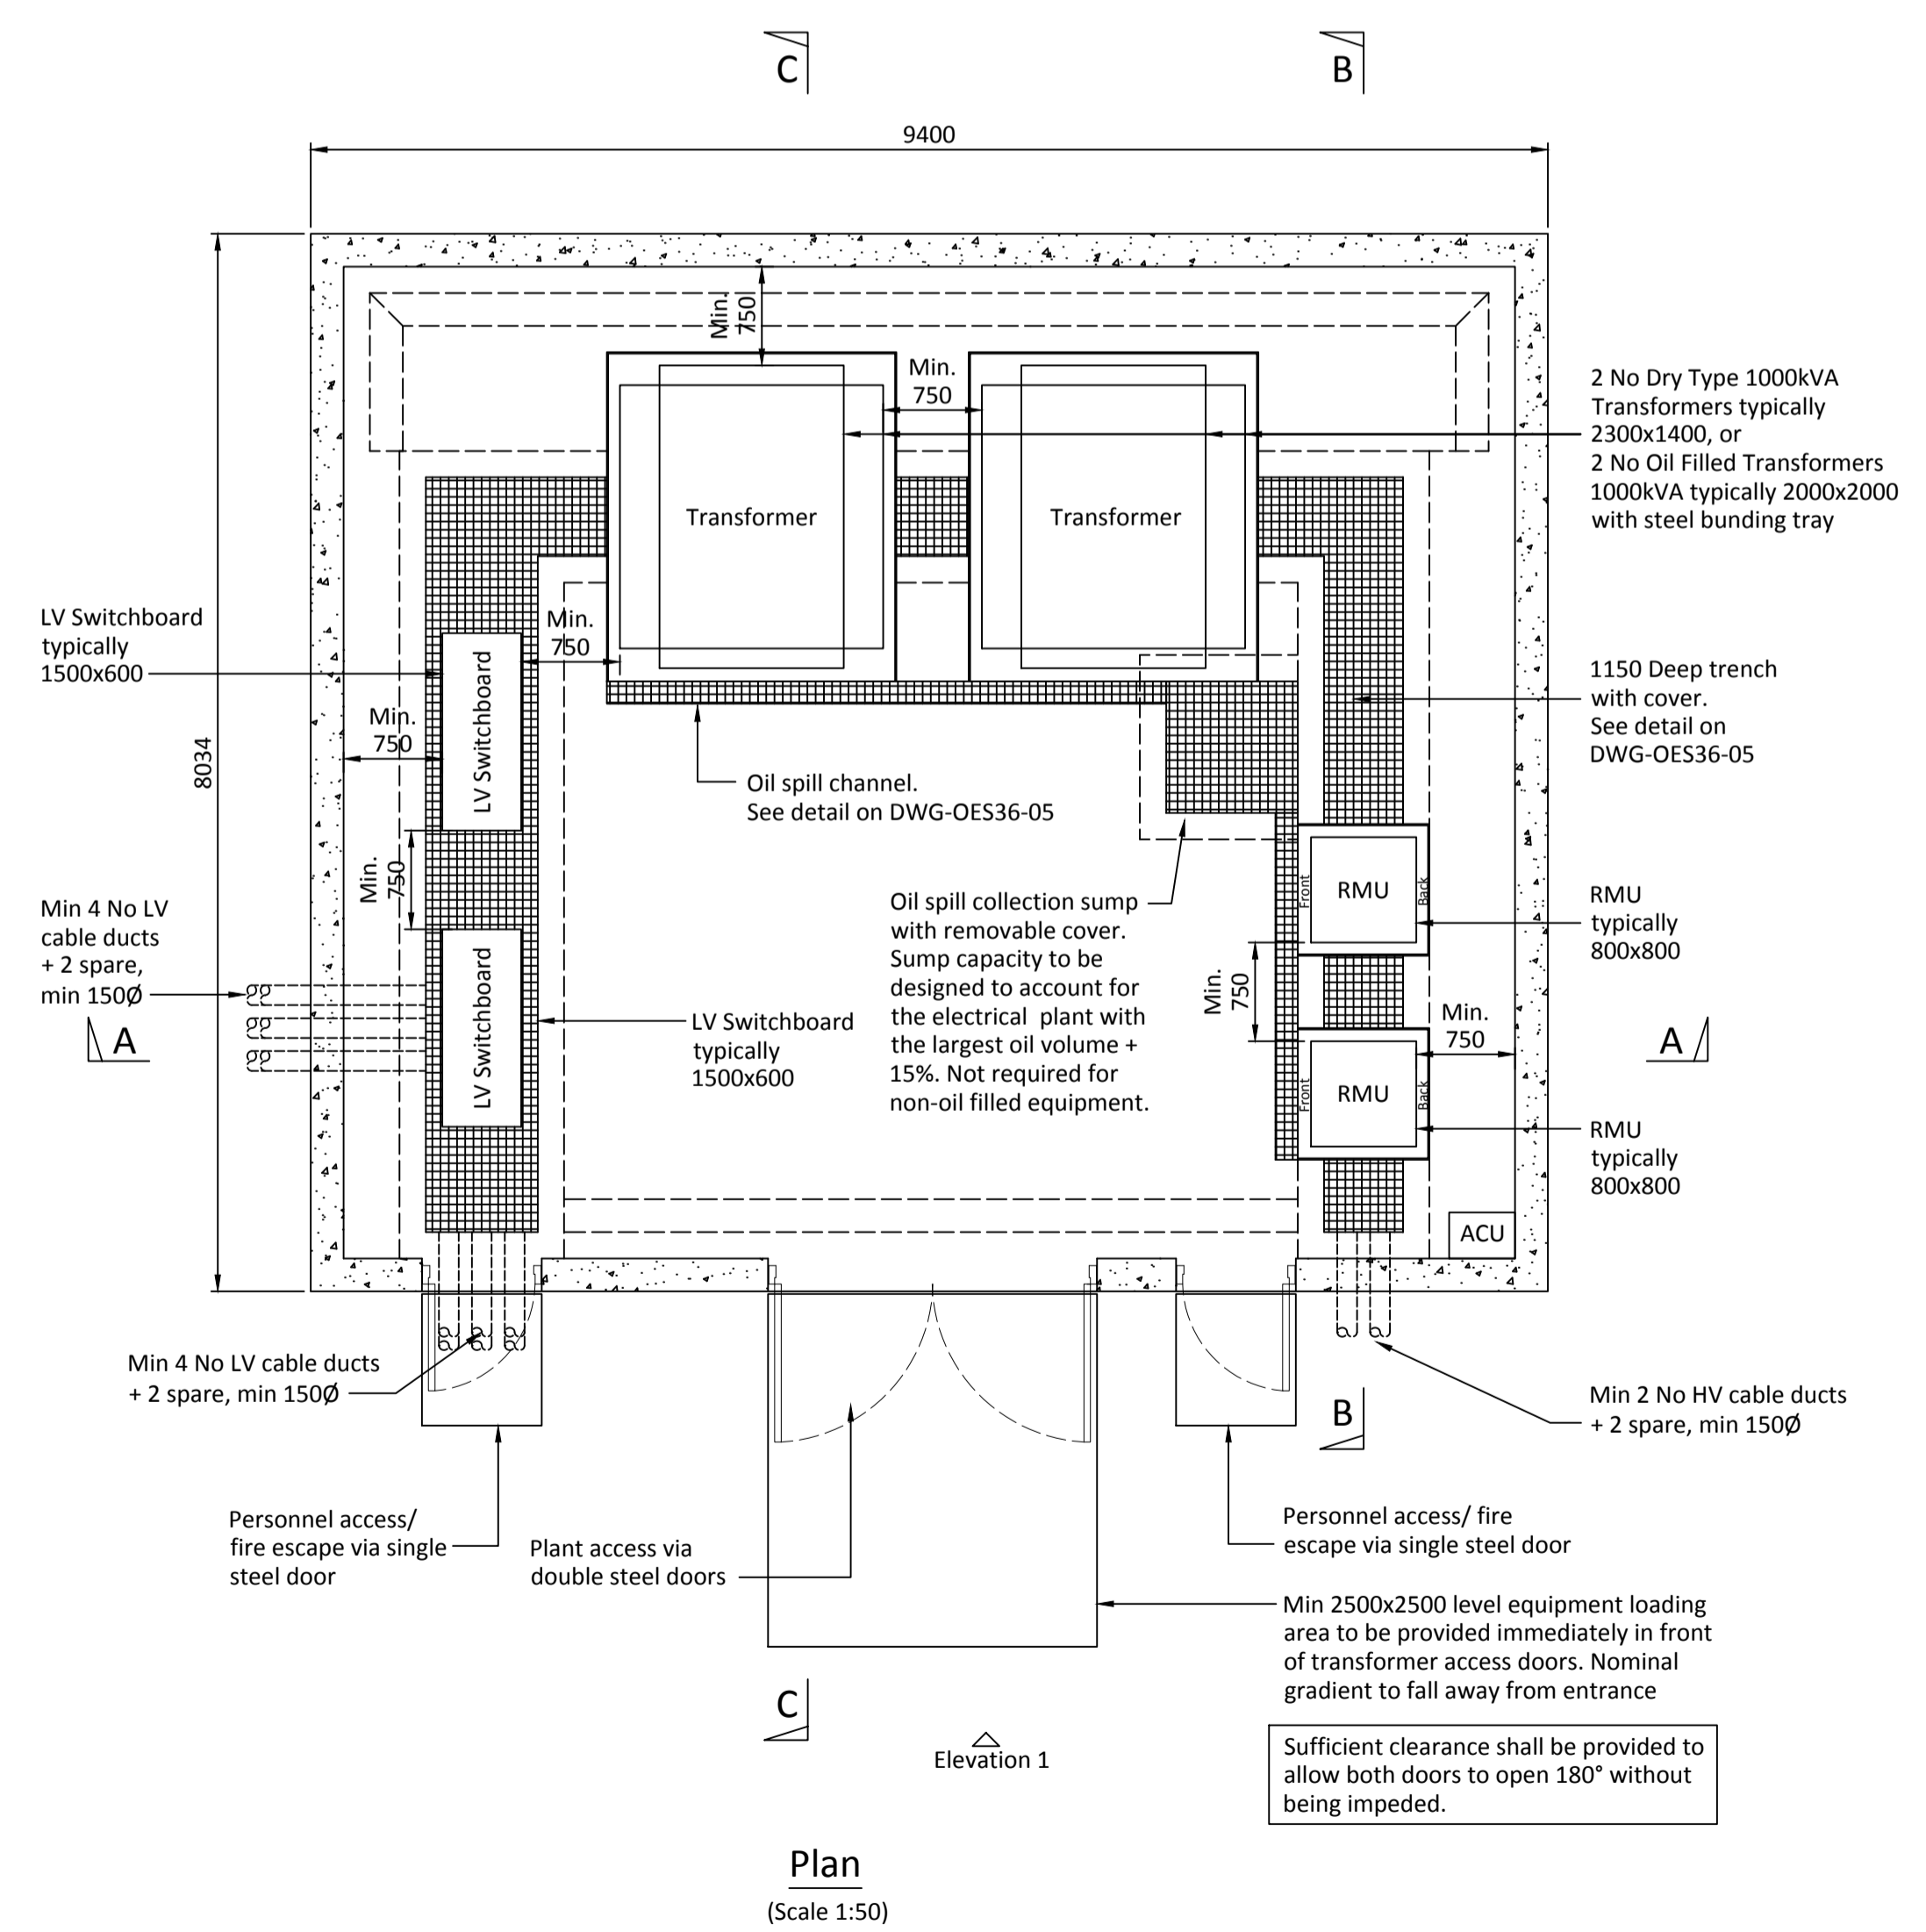 C
B
9400
Min.
750
Min.
750
2 No Dry Type 1000kVA
Transformers typically
2300x1400, or
2 No Oil Filled Transformers
1000kVA typically 2000x2000
with steel bunding tray
Transformer
Transformer
LV Switchboard
typically
1500x600
Min.
750
LV Switchboard
1150 Deep trench
with cover.
See detail on
DWG-OES36-05
Min.
750
8034
Oil spill channel.
See detail on DWG-OES36-05
Min.
750
Oil spill collection sump
with removable cover.
Sump capacity to be
designed to account for
the electrical plant with
the largest oil volume +
15%. Not required for
non-oil filled equipment.
Front
RMU
Back
RMU
typically
800x800
Min 4 No LV
cable ducts
+ 2 spare,
min 150Ø
Min.
750
Min.
750
A
LV Switchboard
LV Switchboard
typically
1500x600
A
Front
RMU
Back
RMU
typically
800x800
ACU
Min 4 No LV cable ducts
+ 2 spare, min 150Ø
B
Min 2 No HV cable ducts
+ 2 spare, min 150Ø
Personnel access/
fire escape via single
steel door
Plant access via
double steel doors
Personnel access/ fire
escape via single steel door
Min 2500x2500 level equipment loading
area to be provided immediately in front
of transformer access doors. Nominal
gradient to fall away from entrance
C
Elevation 1
Sufficient clearance shall be provided to
allow both doors to open 180° without
being impeded.
Plan
(Scale 1:50)